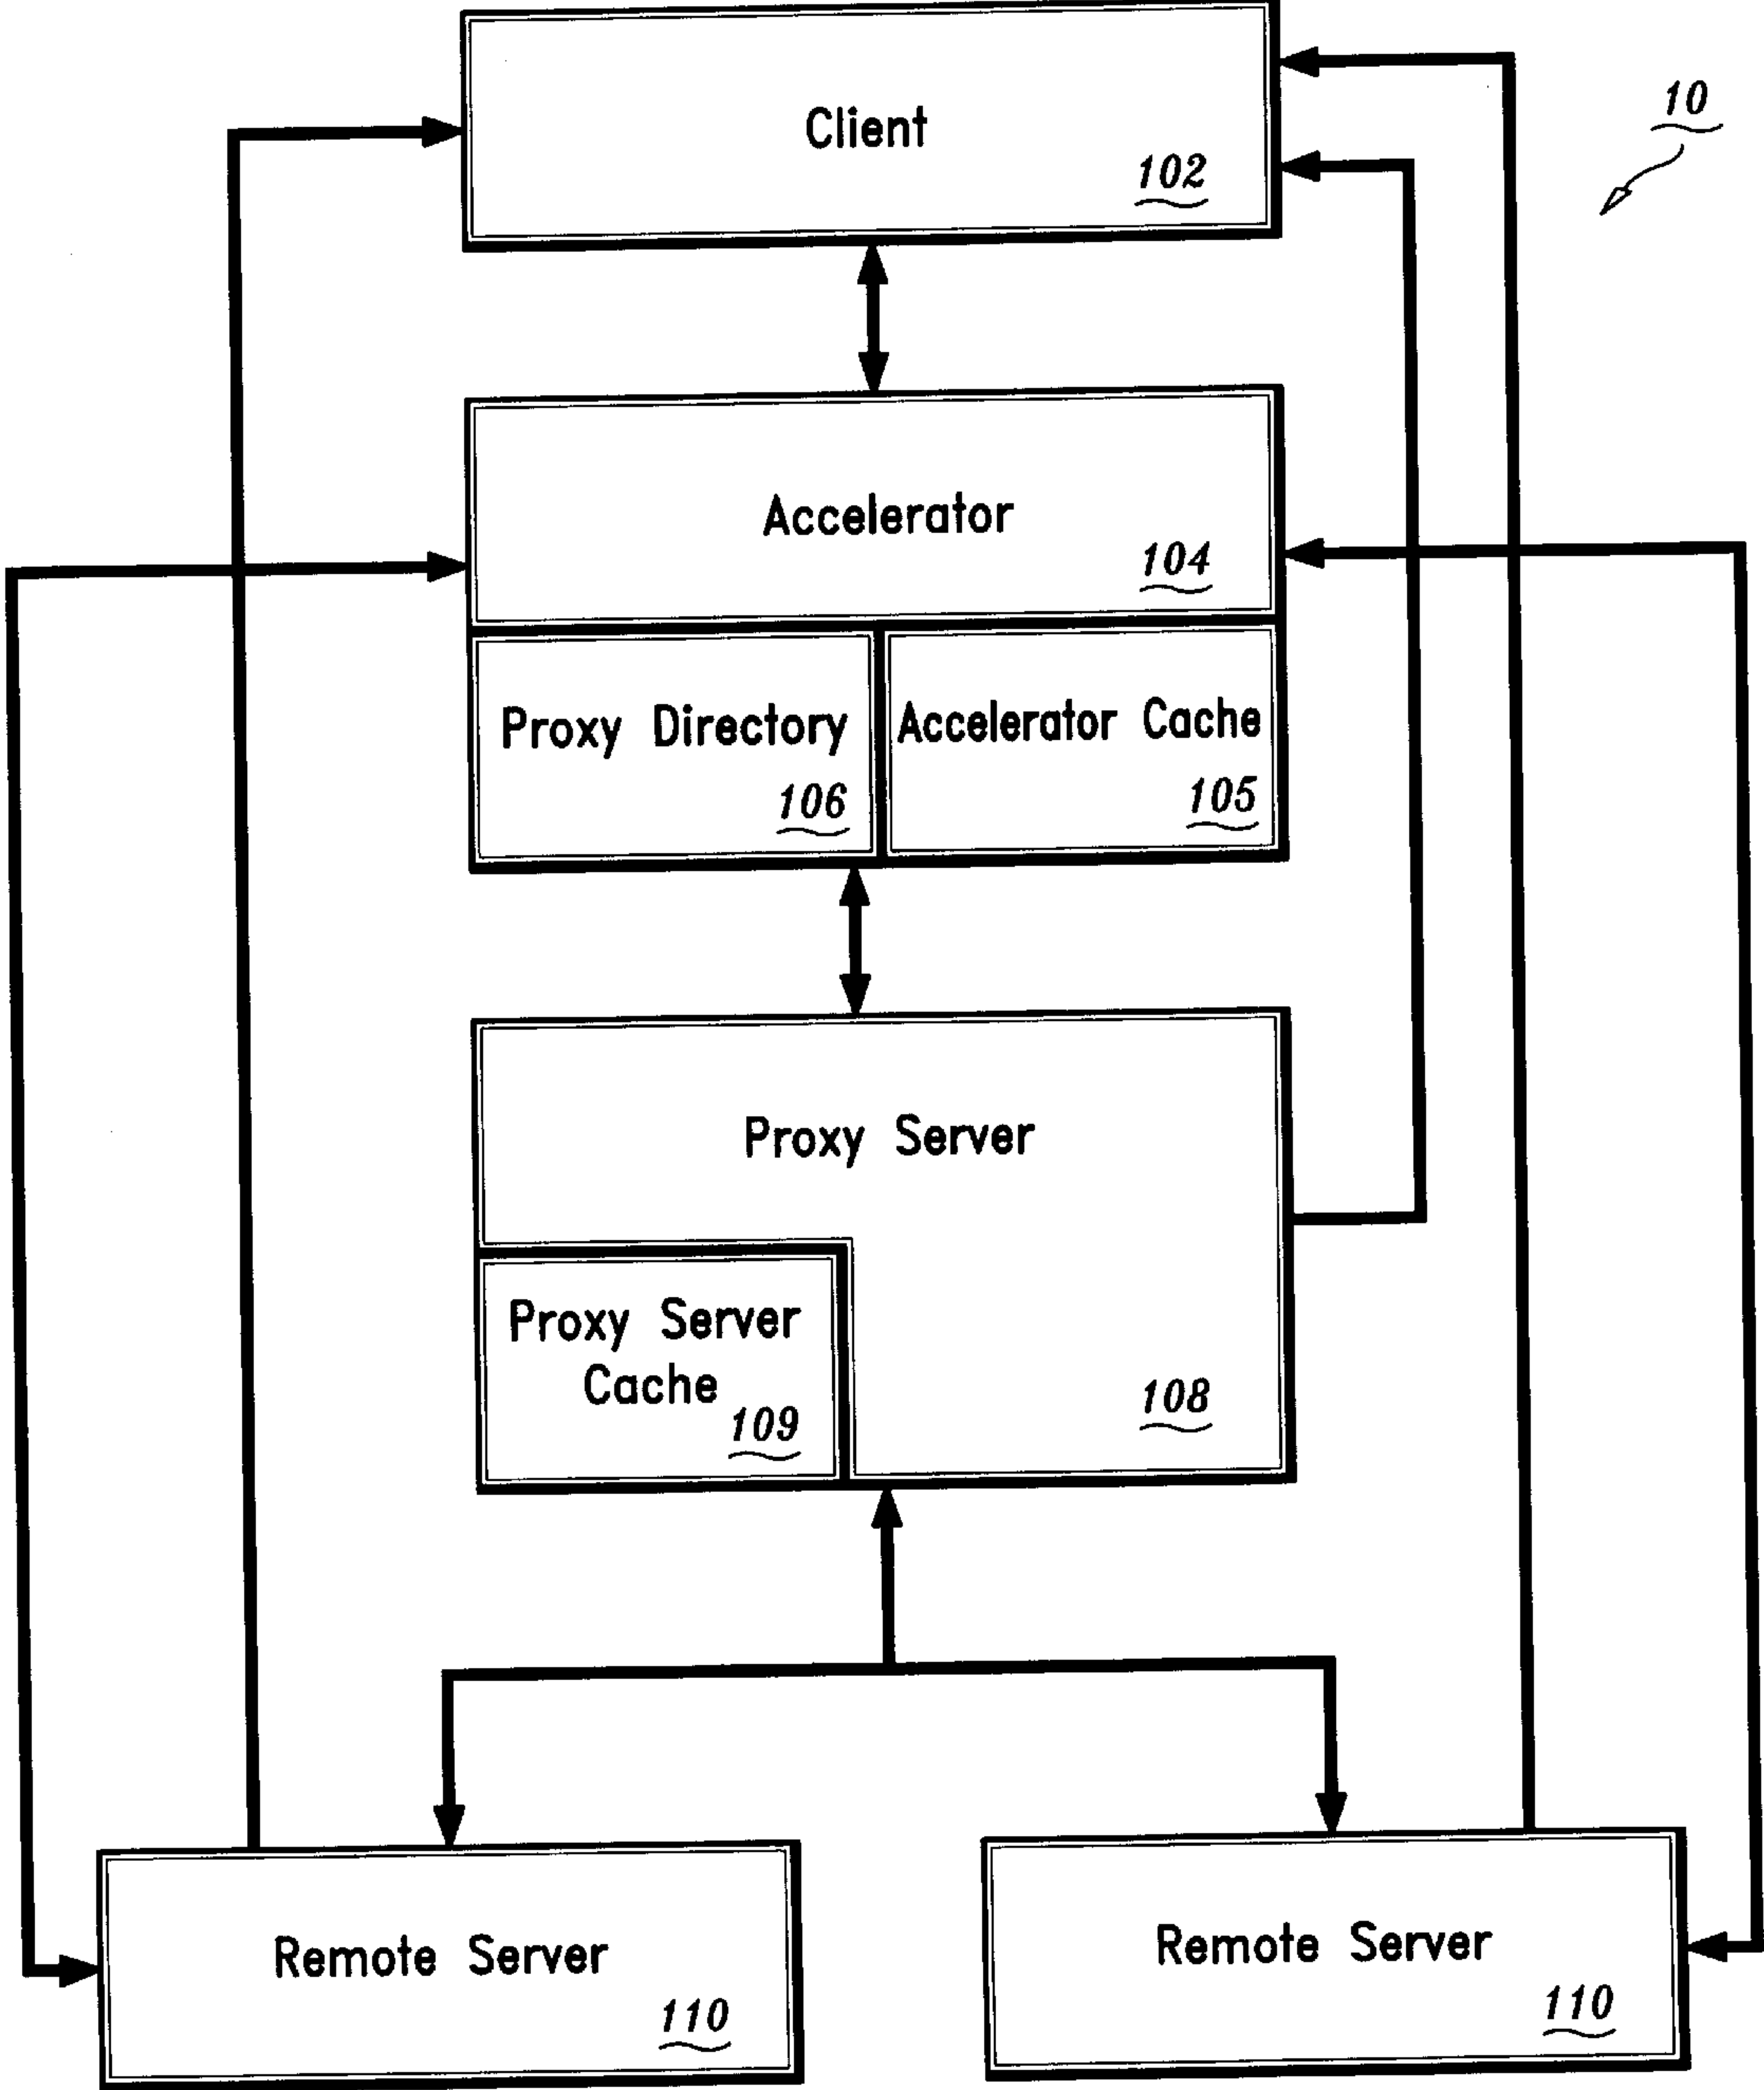 10
Client
102
Accelerator
104
Proxy Directory
106
Accelerator Cache
105
Proxy Server
108
Proxy Server
Cache
109
Remote Server
110
Remote Server
110